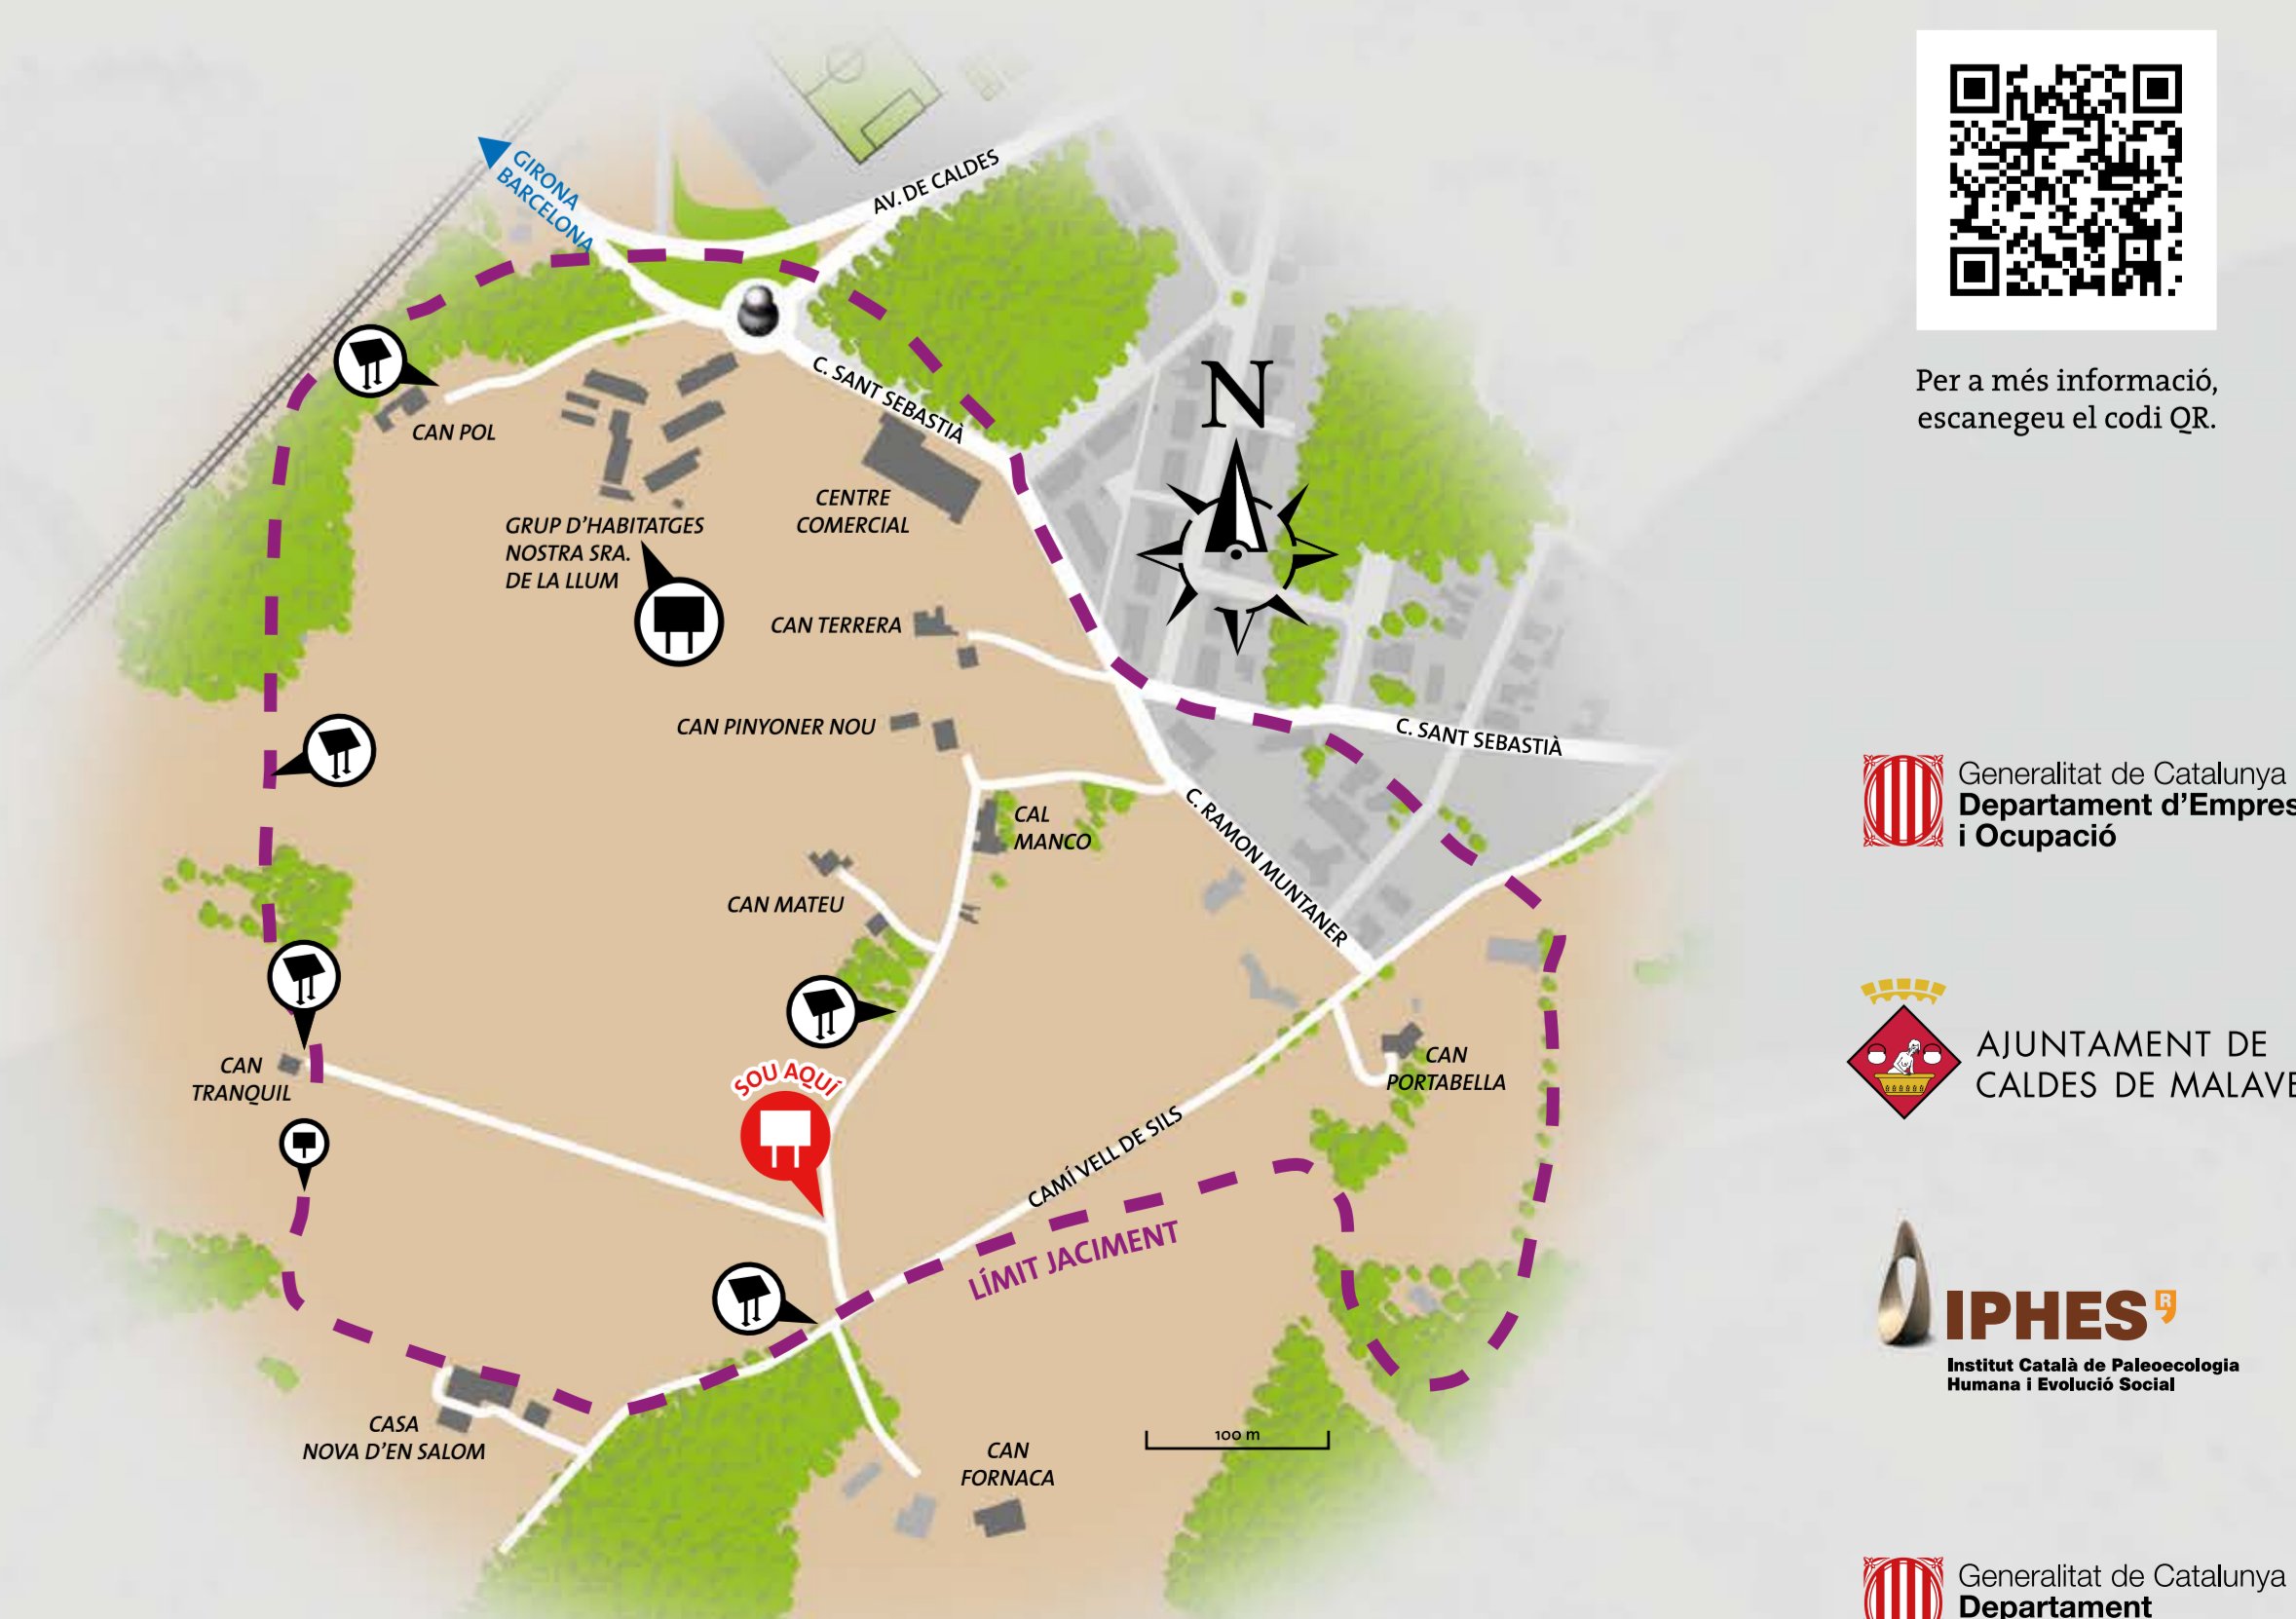 GIRONA
BARCELONA
AV. DE CALDES
C. SANT SEBASTIÀ
CAN POL
GRUP D'HABITATGES
NOSTRA SRA.
DE LA LLUM
CENTRE
COMERCIAL
N
CAN TERRERA
CAN PINYONER NOU
C. SANT SEBASTIÀ
CAL
MANCO
C. RAMON MUNTANER
CAN MATEU
CAN
TRANQUIL
SOU AQUÍ
CAN
PORTABELLA
CAMÍ VELL DE SILS
LÍMIT JACIMENT
CASA
NOVA D'EN SALOM
CAN
FORNACA
100 m
Per a més informació,
escanegeu el codi QR.
Generalitat de Catalunya
Departament d'Empres
i Ocupació
AJUNTAMENT DE
CALDES DE MALAVE
IPHES R
Institut Català de Paleoecologia
Humana i Evolució Social
Generalitat de Catalunya
Departament